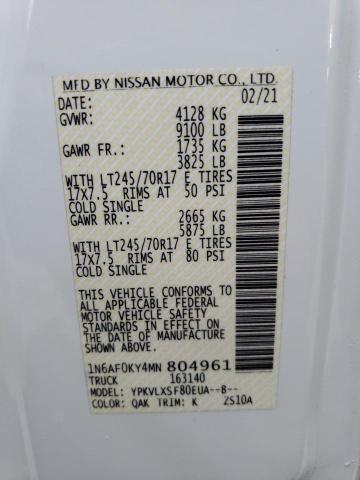 MFD BY NISSAN MOTOR CO., LTD.
DATE: 02/21
GVWR: 4128 KG
9100 LB
GAWR FR.: 1735 KG
3825 LB
WITH LT245/70R17 E TIRES
17X7.5 RIMS AT 50 PSI
COLD SINGLE
GAWR RR.: 2665 KG
5875 LB
WITH LT245/70R17 E TIRES
17X7.5 RIMS AT 80 PSI
COLD SINGLE
THIS VEHICLE CONFORMS TO
ALL APPLICABLE FEDERAL
MOTOR VEHICLE SAFETY
STANDARDS IN EFFECT ON
THE DATE OF MANUFACTURE
SHOWN ABOVE.
1N6AF0KY4MN 804961
TRUCK 163140
MODEL: YPKVLXSF80EUA--B--
COLOR: QAK TRIM: K ZS10A